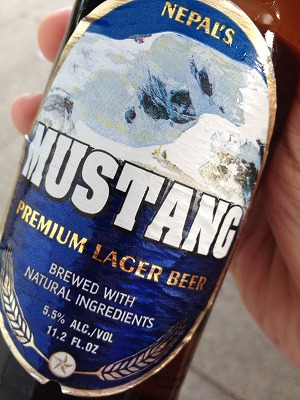 NEPAL'S
MUSTANG
PREMIUM LAGER BEER
BREWED WITH
NATURAL INGREDIENTS
5.5% ALC./VOL
11.2 FL.OZ